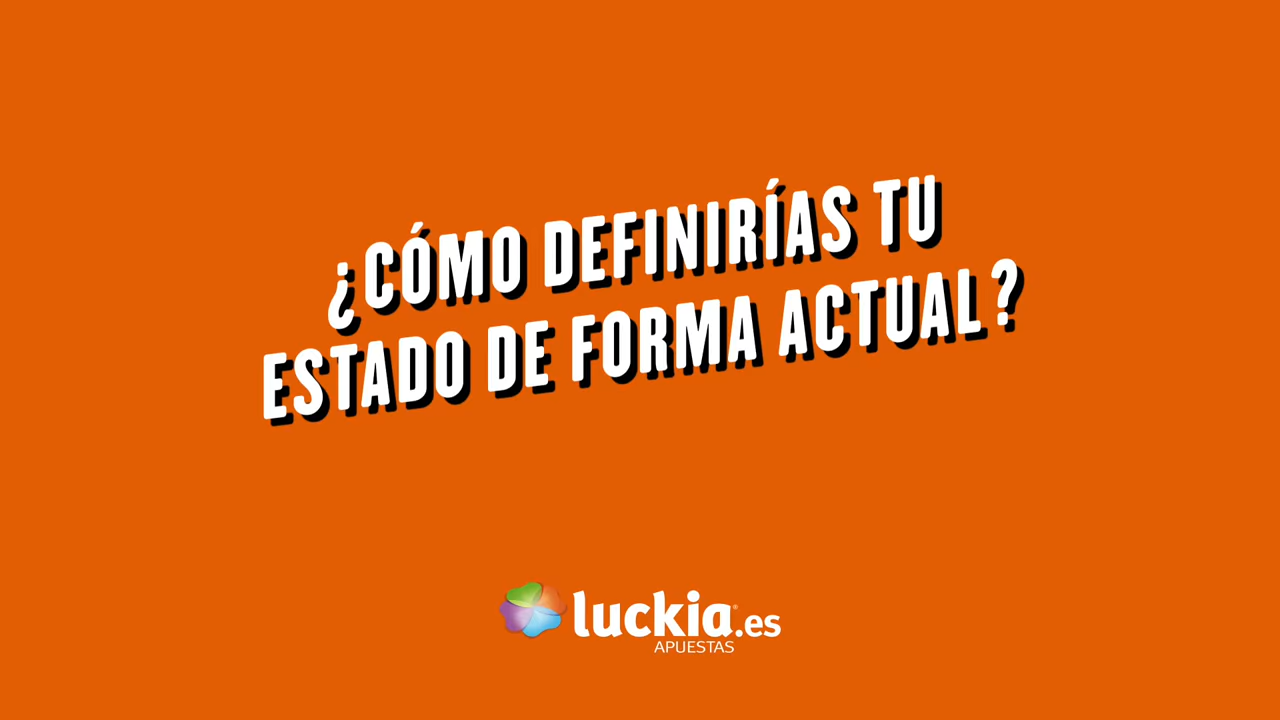 ¿CÓMO DEFINIRÍAS TU
ESTADO DE FORMA ACTUAL?
luckia.es
APUESTAS